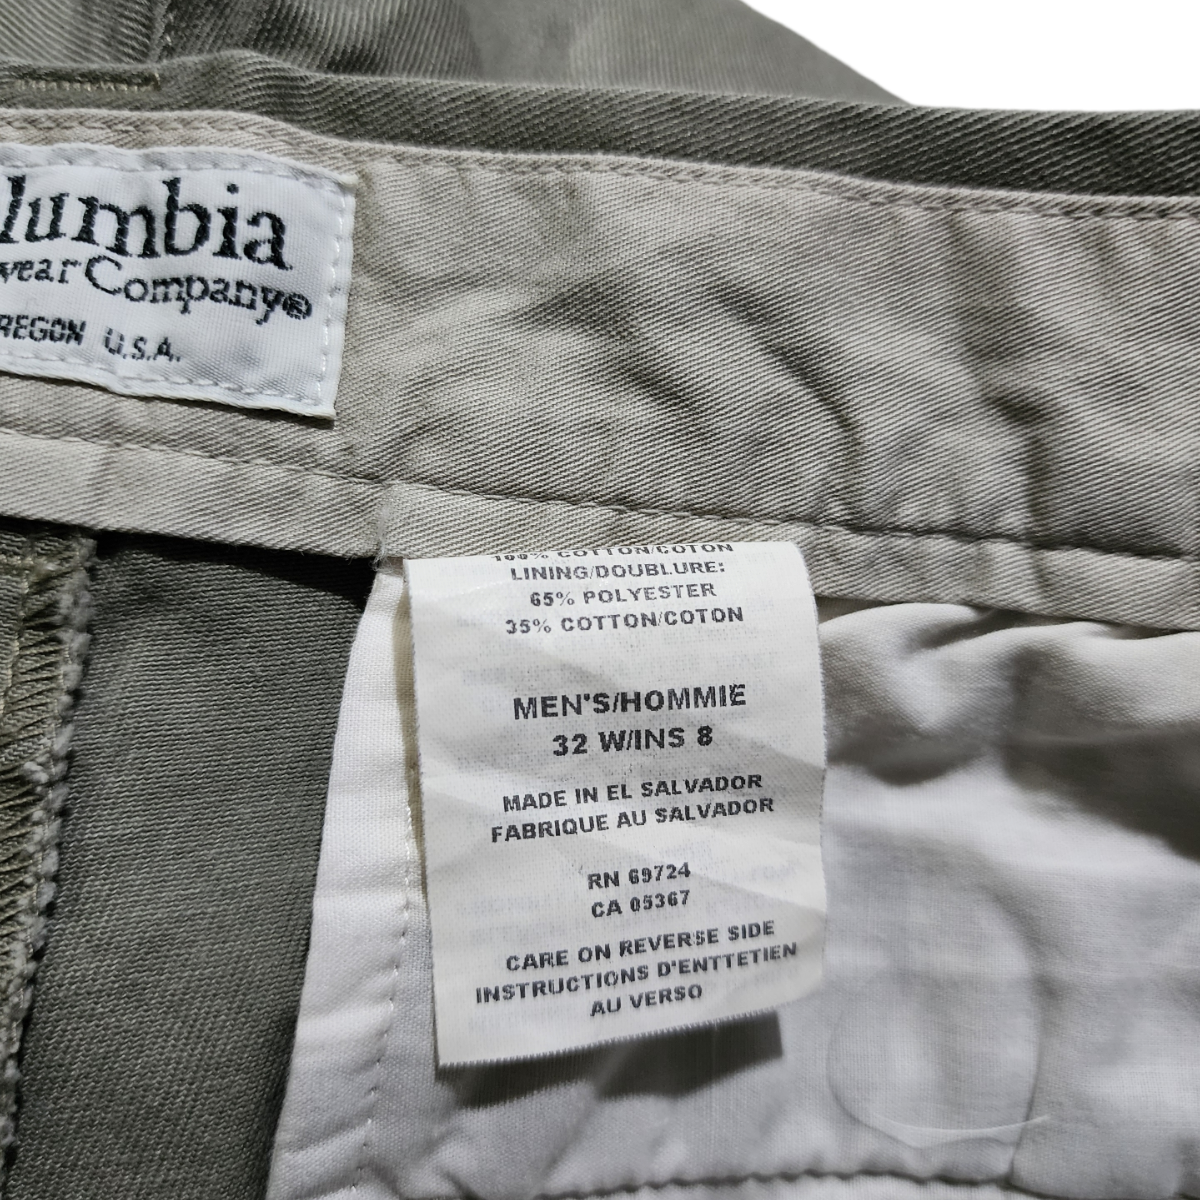 lumbia
wear Company®
REGON U.S.A.
100% COTTON/COTON
LINING/DOUBLURE:
65% POLYESTER
35% COTTON/COTON
MEN'S/HOMMIE
32 W/INS 8
MADE IN EL SALVADOR
FABRIQUE AU SALVADOR
RN 69724
CA 05367
CARE ON REVERSE SIDE
INSTRUCTIONS D'ENTTETIEN
AU VERSO